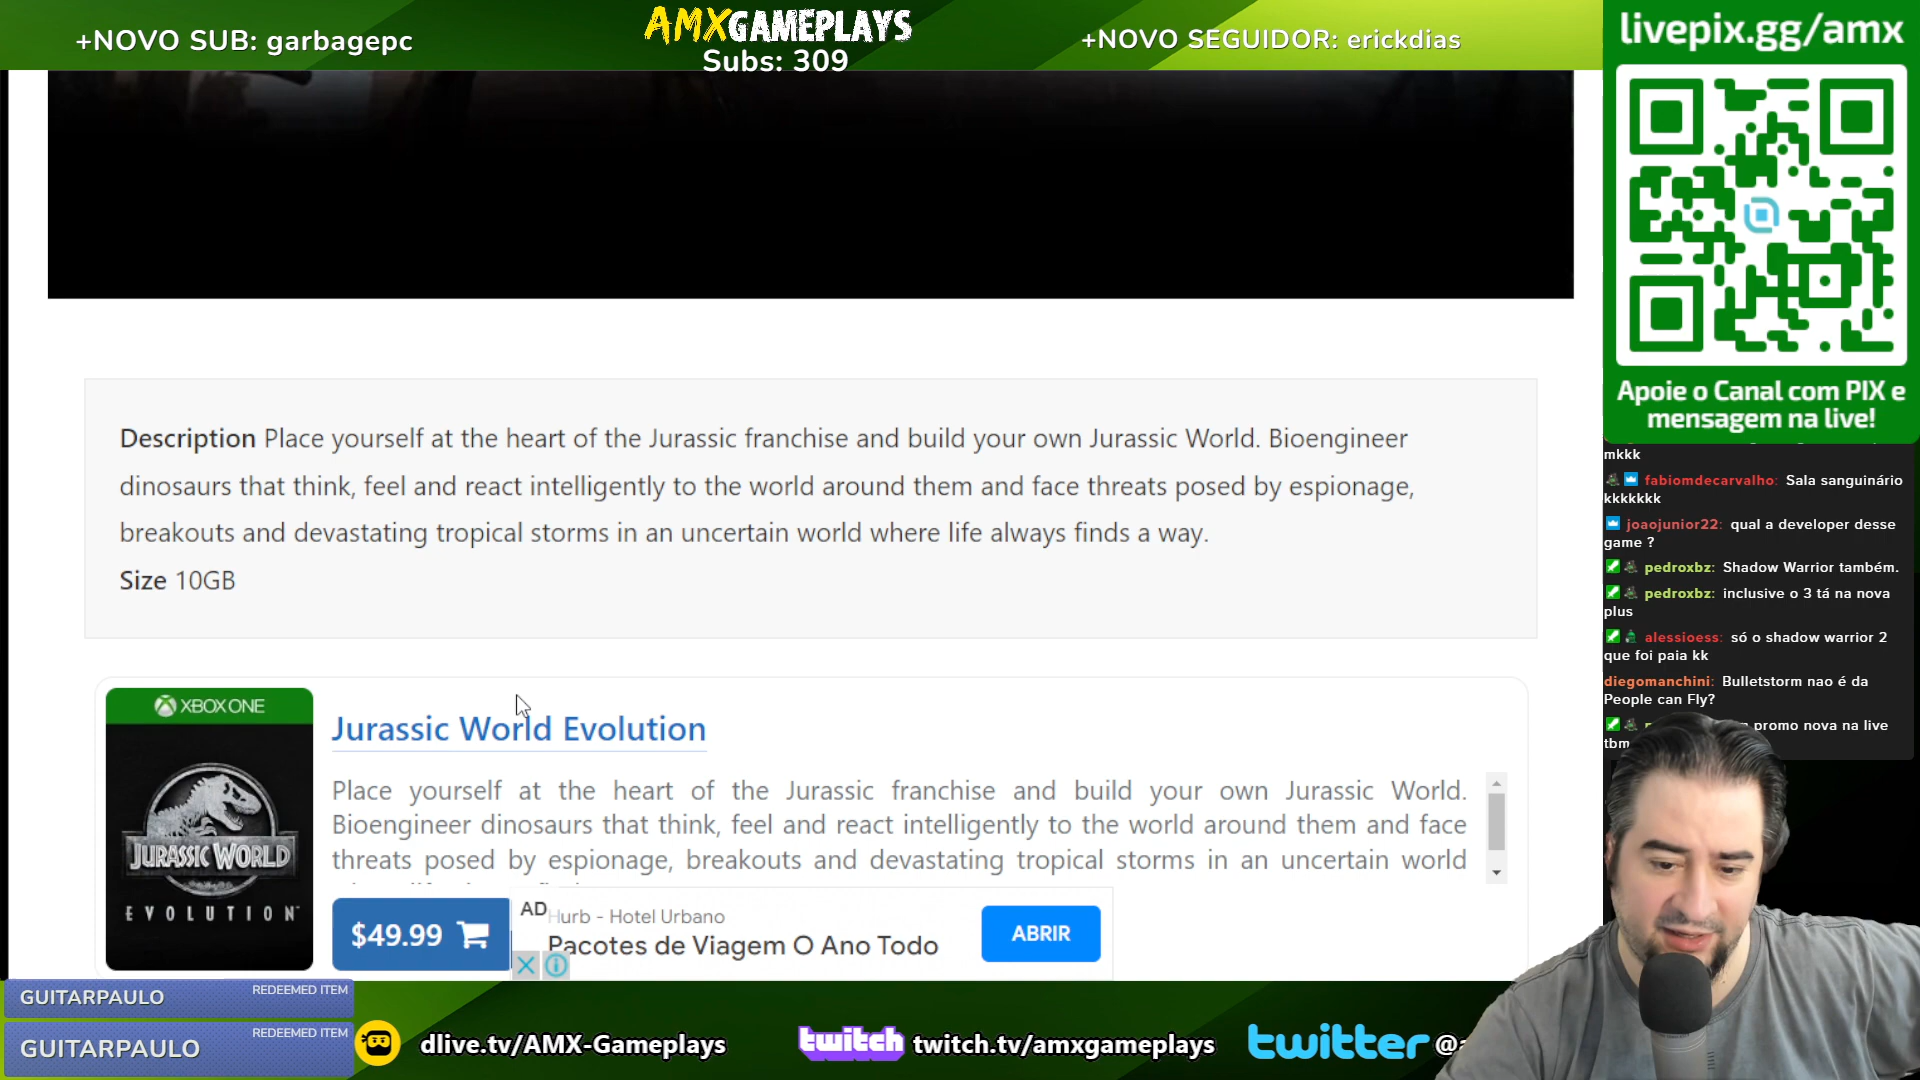 +NOVO SUB: garbagepc
AMXGAMEPLAYS
Subs: 309
+NOVO SEGUIDOR: erickdias
livepix.gg/amx
Apoie o Canal com PIX e
mensagem na live!
Description Place yourself at the heart of the Jurassic franchise and build your own Jurassic World. Bioengineer
dinosaurs that think, feel and react intelligently to the world around them and face threats posed by espionage,
breakouts and devastating tropical storms in an uncertain world where life always finds a way.
Size 10GB
XBOX ONE
JURASSIC WORLD
EVOLUTION
Jurassic World Evolution
Place yourself at the heart of the Jurassic franchise and build your own Jurassic World.
Bioengineer dinosaurs that think, feel and react intelligently to the world around them and face
threats posed by espionage, breakouts and devastating tropical storms in an uncertain world
$49.99
AD
Hurb - Hotel Urbano
Pacotes de Viagem O Ano Todo
ABRIR
mkkk
fabiomdecarvalho: Sala sanguinário
kkkkkkk
joaojunior22: qual a developer desse
game ?
pedroxbz: Shadow Warrior também.
pedroxbz: inclusive o 3 tá na nova
plus
alessioess: só o shadow warrior 2
que foi paia kk
diegomanchini: Bulletstorm nao é da
People can Fly?
promo nova na live
tbm
GUITARPAULO REDEEMED ITEM
GUITARPAULO REDEEMED ITEM
dlive.tv/AMX-Gameplays
twitch twitch.tv/amxgameplays
twitter @